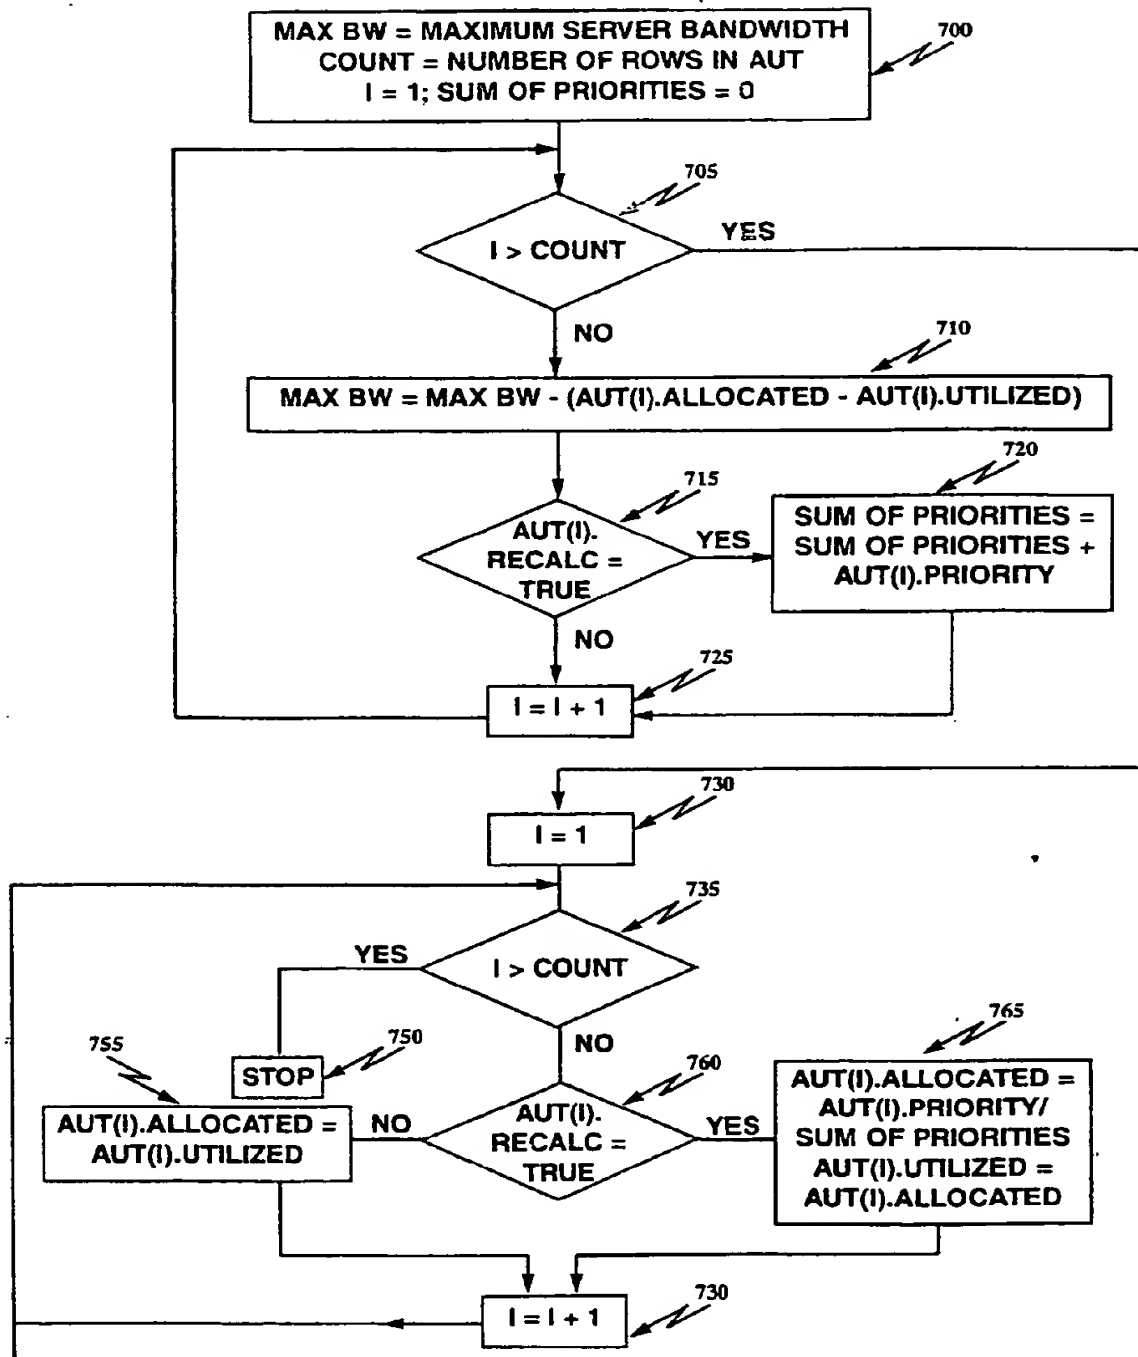 MAX BW = MAXIMUM SERVER BANDWIDTH
COUNT = NUMBER OF ROWS IN AUT
I = 1; SUM OF PRIORITIES = 0
700
705
I > COUNT
YES
NO
710
MAX BW = MAX BW - (AUT(I).ALLOCATED - AUT(I).UTILIZED)
715
AUT(I).
RECALC =
TRUE
YES
720
SUM OF PRIORITIES =
SUM OF PRIORITIES +
AUT(I).PRIORITY
NO
725
I = I + 1
730
I = 1
735
I > COUNT
YES
NO
750
STOP
755
AUT(I).ALLOCATED =
AUT(I).UTILIZED
NO
760
AUT(I).
RECALC =
TRUE
YES
765
AUT(I).ALLOCATED =
AUT(I).PRIORITY/
SUM OF PRIORITIES
AUT(I).UTILIZED =
AUT(I).ALLOCATED
I = I + 1
730